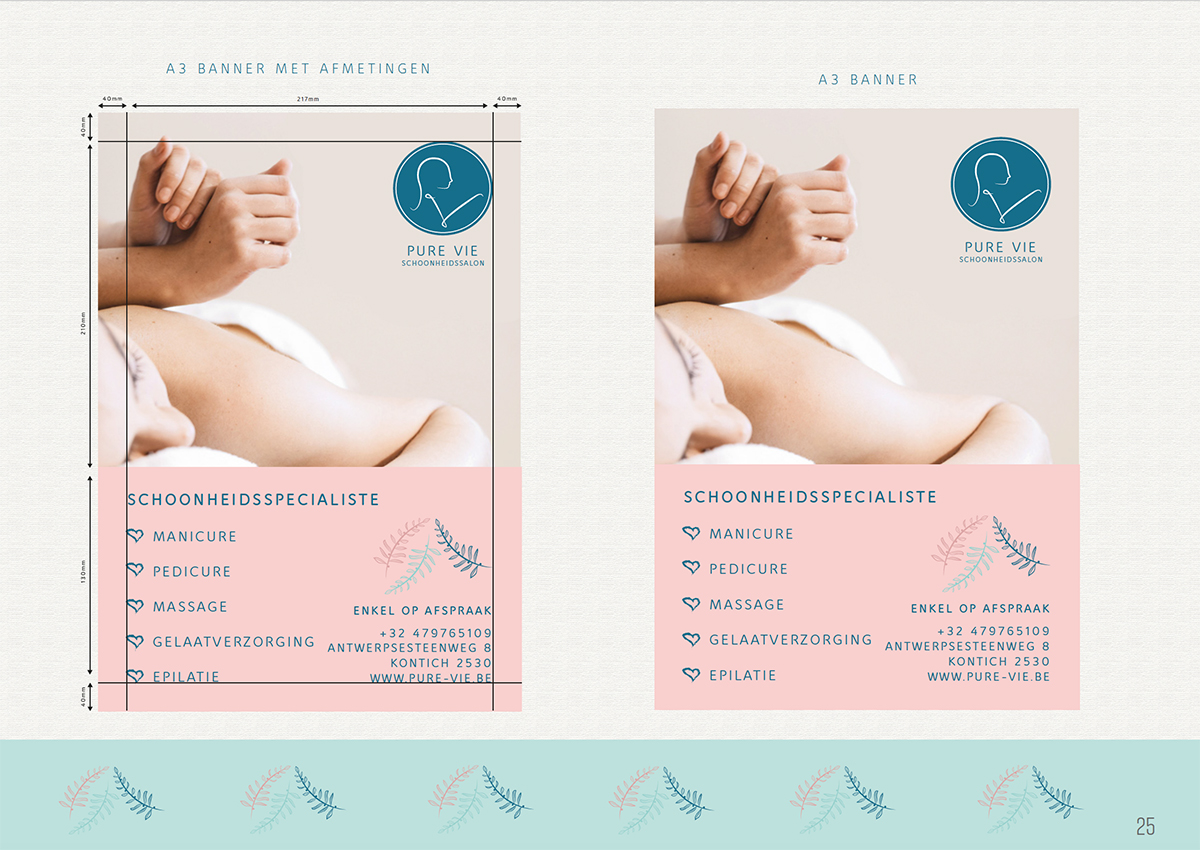 A3 BANNER MET AFMETINGEN
40mm
217mm
40mm
40mm
210mm
130mm
40mm
PURE VIE
SCHOONHEIDSSALON
SCHOONHEIDSSPECIALISTE
MANICURE
PEDICURE
MASSAGE
GELAATVERZORGING
EPILATIE
ENKEL OP AFSPRAAK
+32 479765109
ANTWERPSESTEENWEG 8
KONTICH 2530
WWW.PURE-VIE.BE
A3 BANNER
PURE VIE
SCHOONHEIDSSALON
SCHOONHEIDSSPECIALISTE
MANICURE
PEDICURE
MASSAGE
GELAATVERZORGING
EPILATIE
ENKEL OP AFSPRAAK
+32 479765109
ANTWERPSESTEENWEG 8
KONTICH 2530
WWW.PURE-VIE.BE
25